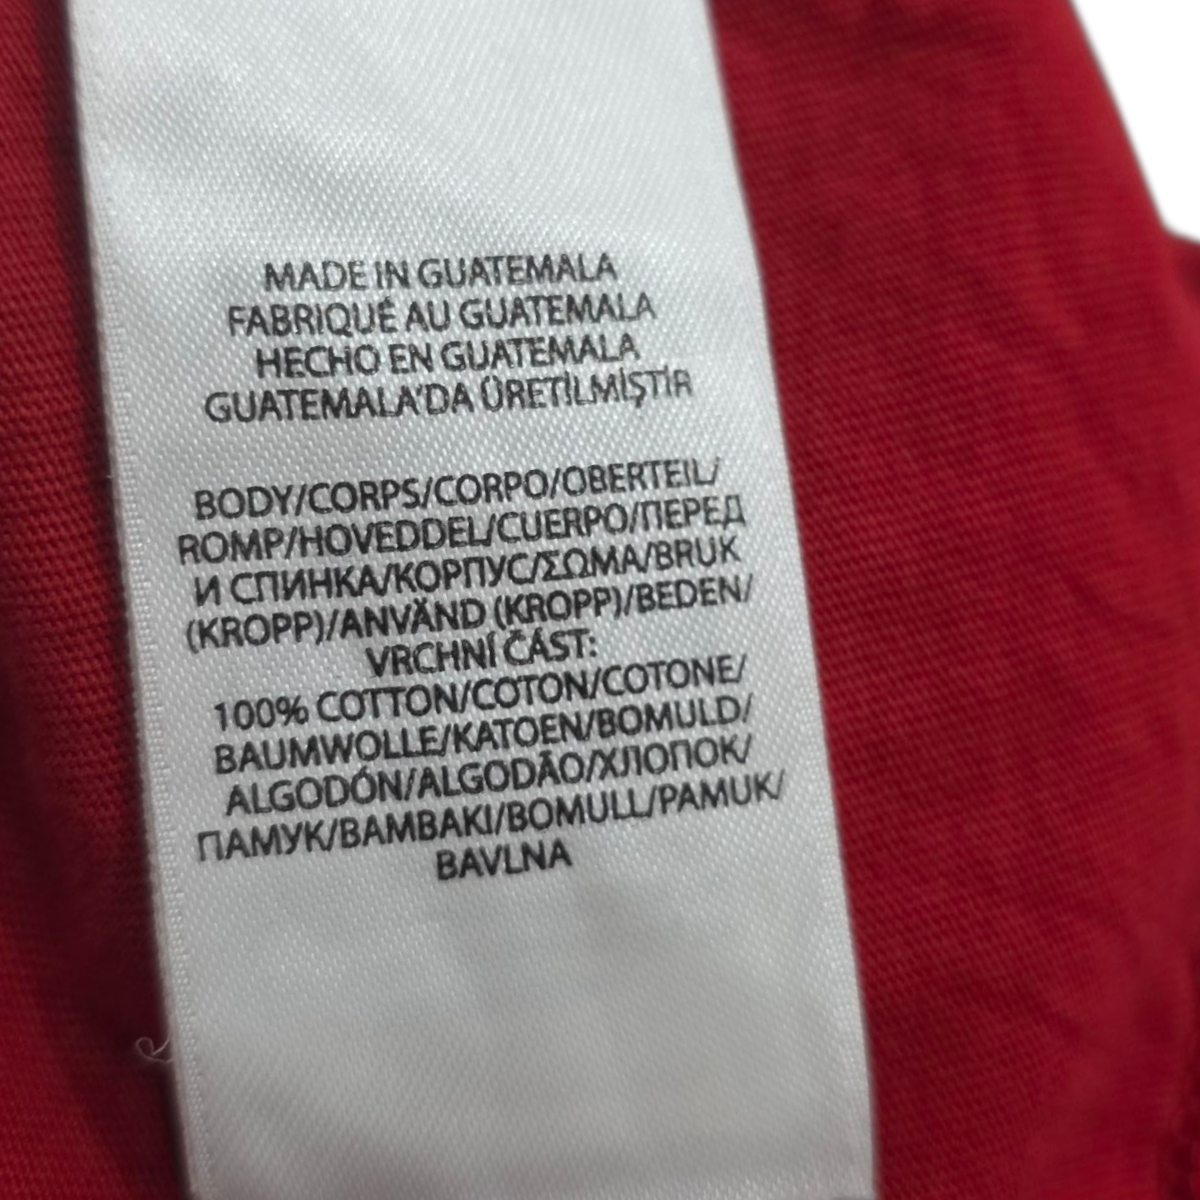 MADE IN GUATEMALA
FABRIQUÉ AU GUATEMALA
HECHO EN GUATEMALA
GUATEMALA'DA ÜRETİLMİŞTİR
BODY/CORPS/CORPO/OBERTEIL/
ROMP/HOVEDDEL/CUERPO/ПЕРЕД
И СПИНКА/КОРПУС/ΣΩΜΑ/BRUK
(KROPP)/ANVÄND (KROPP)/BEDEN/
VRCHNÍ ČÁST:
100% COTTON/COTON/COTONE/
BAUMWOLLE/KATOEN/BOMULD/
ALGODÓN/ALGODÃO/ХЛОПОК/
ПАМУК/BAMBAKI/BOMULL/PAMUK/
BAVLNA